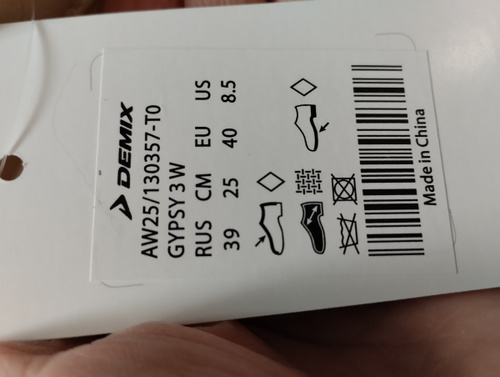 DEMIX
AW25/130357-T0
GYPSY 3 W
RUS CM EU US
39 25 40 8.5
Made in China